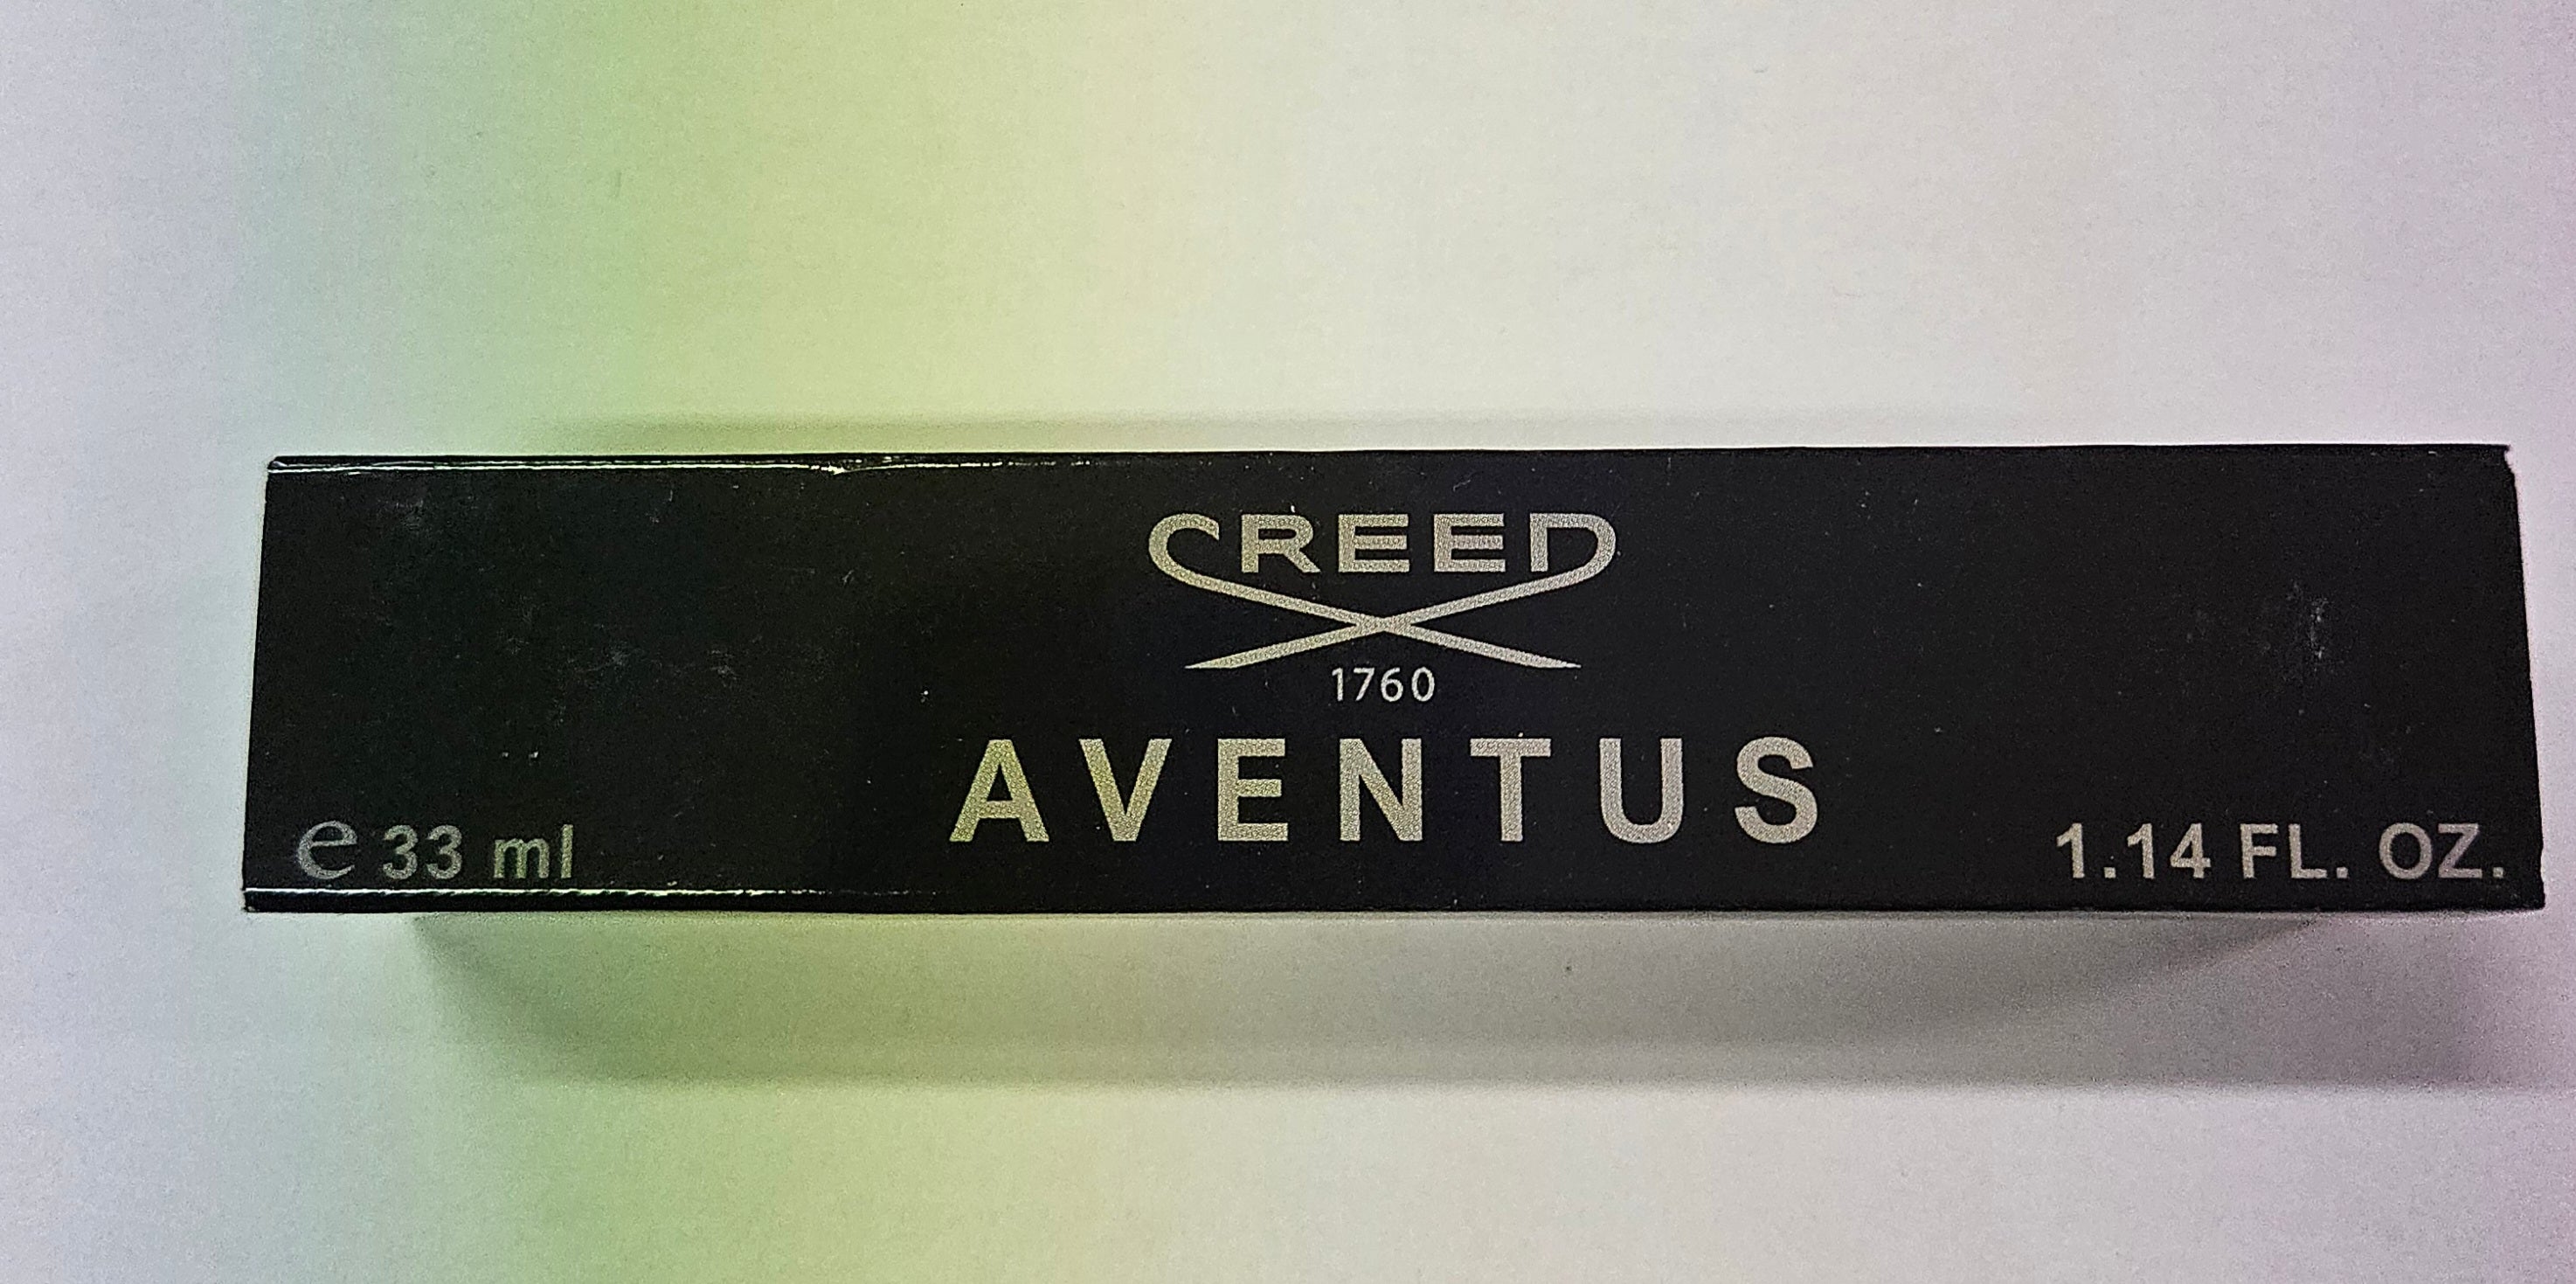 CREED
1760
AVENTUS
e 33 ml
1.14 FL. OZ.